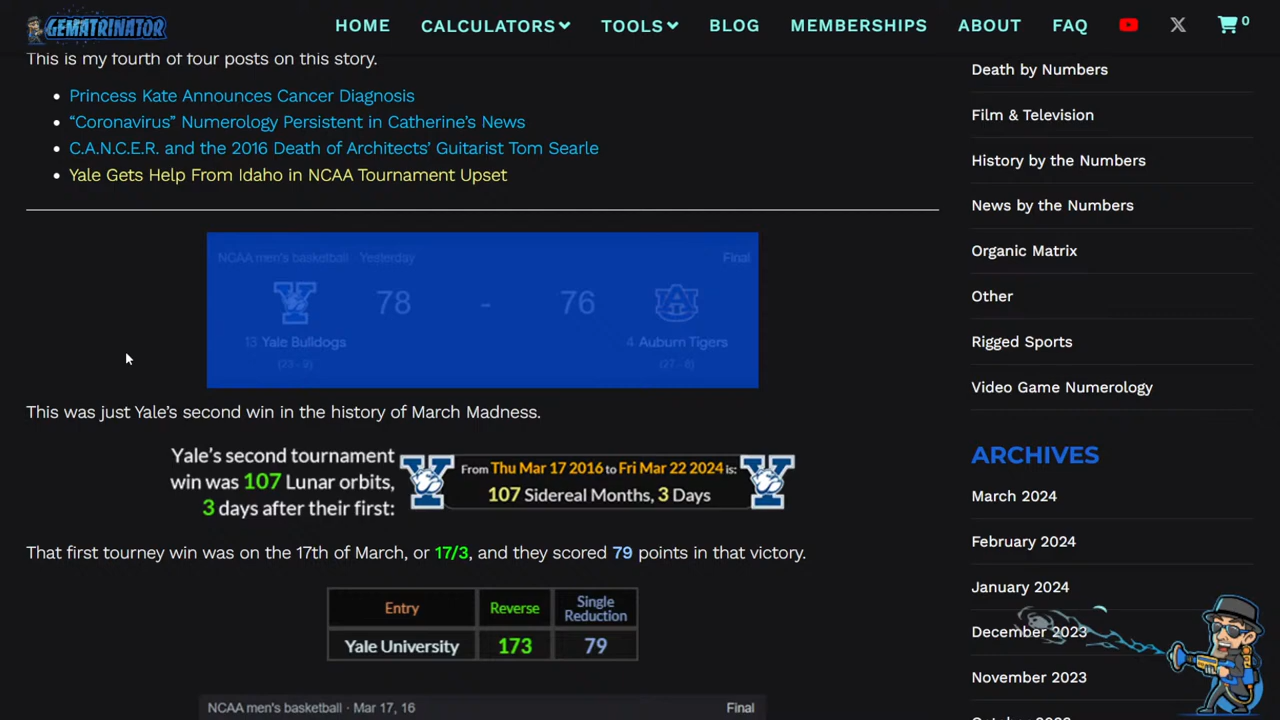 GEMATRINATOR
HOME CALCULATORS TOOLS BLOG MEMBERSHIPS ABOUT FAQ 0
This is my fourth of four posts on this story.
Princess Kate Announces Cancer Diagnosis
“Coronavirus” Numerology Persistent in Catherine’s News
C.A.N.C.E.R. and the 2016 Death of Architects’ Guitarist Tom Searle
Yale Gets Help From Idaho in NCAA Tournament Upset
NCAA men's basketball Yesterday Final
78 - 76
13 Yale Bulldogs 4 Auburn Tigers
(23 - 9) (27 - 8)
This was just Yale’s second win in the history of March Madness.
Yale’s second tournament
win was 107 Lunar orbits,
3 days after their first:
From Thu Mar 17 2016 to Fri Mar 22 2024 is:
107 Sidereal Months, 3 Days
That first tourney win was on the 17th of March, or 17/3, and they scored 79 points in that victory.
Entry Reverse Single Reduction
Yale University 173 79
NCAA men's basketball · Mar 17, 16 Final
Death by Numbers
Film & Television
History by the Numbers
News by the Numbers
Organic Matrix
Other
Rigged Sports
Video Game Numerology
ARCHIVES
March 2024
February 2024
January 2024
December 2023
November 2023